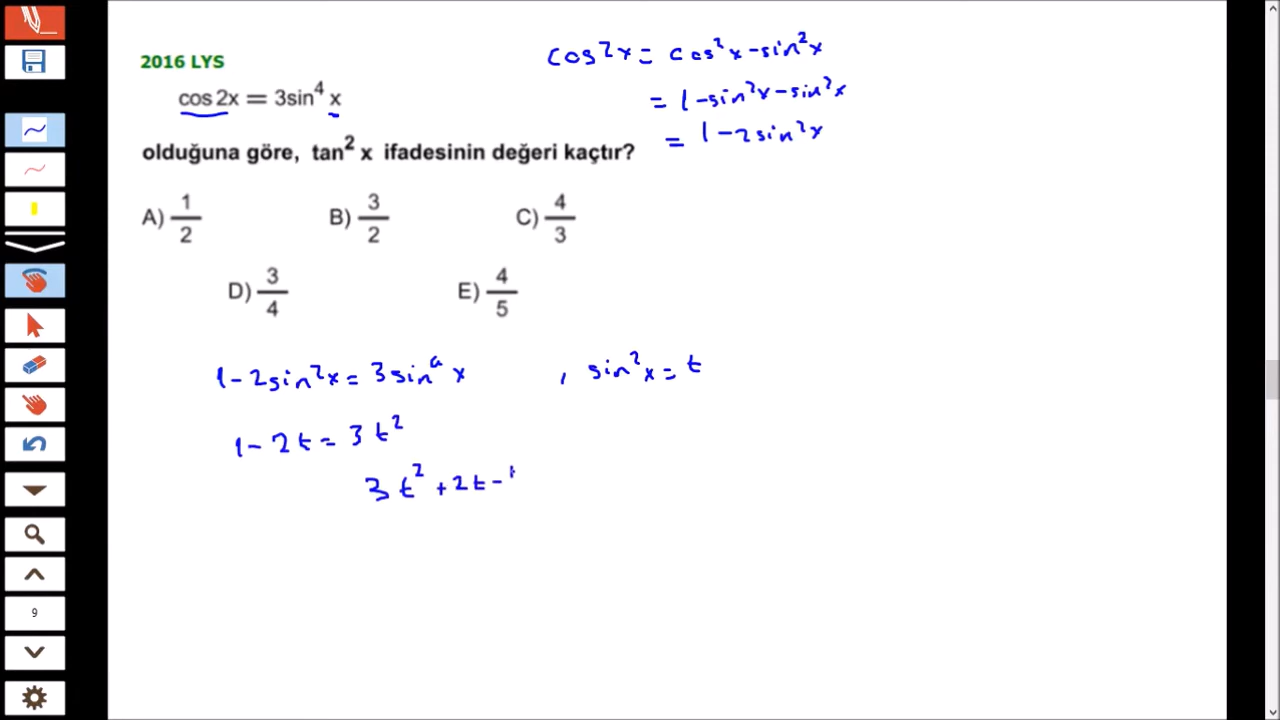 2016 LYS
cos 2x = 3sin⁴ x
olduğuna göre, tan² x ifadesinin değeri kaçtır?
A) 1/2 B) 3/2 C) 4/3
D) 3/4 E) 4/5
cos2x = cos²x - sin²x
= 1 - sin²x - sin²x
= 1 - 2sin²x
1 - 2sin²x = 3sin⁴ x , sin²x = t
1 - 2t = 3t²
3t² + 2t -
9